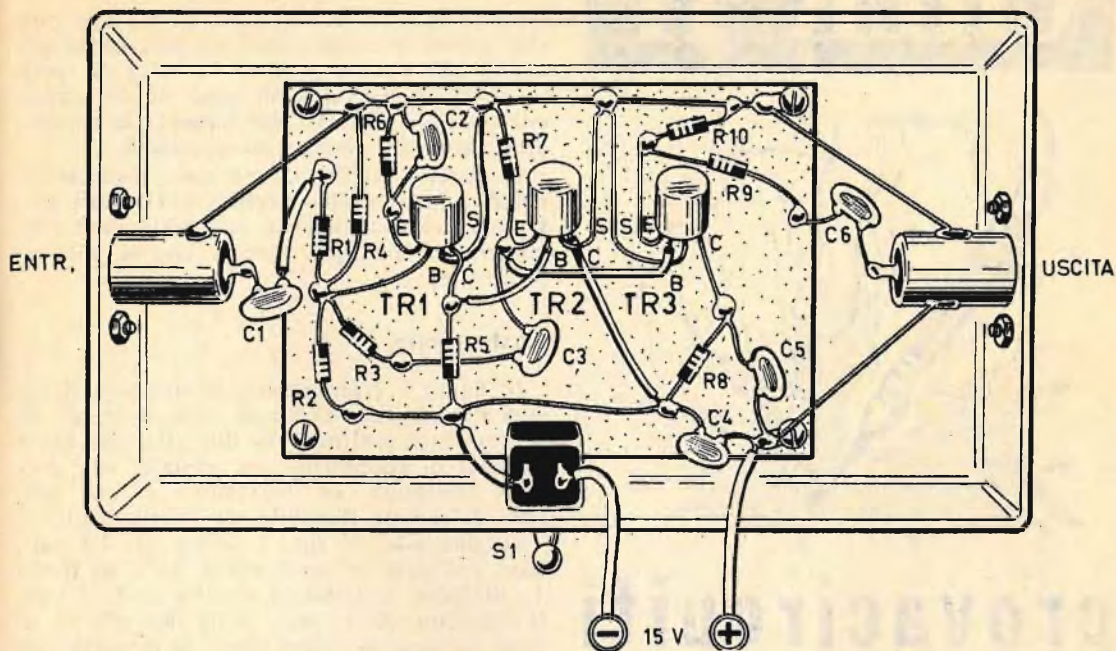 R6
C2
R7
R10
R9
R1
R4
E
S
E
S
S
E
C
C6
ENTR.
B
C
B
C
B
USCITA
C1
TR1
TR2
TR3
R5
C3
R3
R8
C5
R2
C4
S1
−
15 V
+